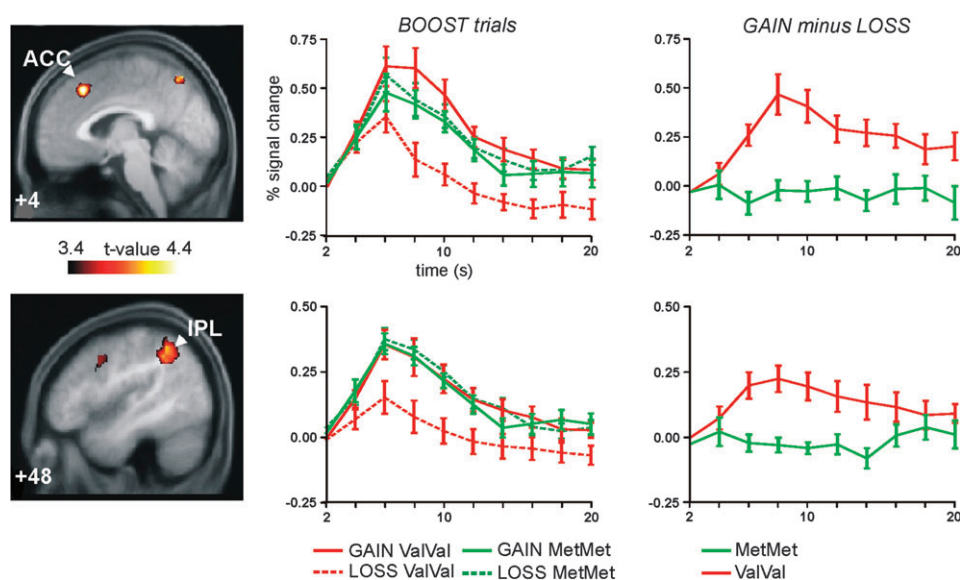 BOOST trials
GAIN minus LOSS
ACC
+4
3.4 t-value 4.4
% signal change
0.75
0.50
0.25
0.00
-0.25
2
10
20
time (s)
0.75
0.50
0.25
0.00
-0.25
2
10
20
IPL
+48
0.50
0.25
0.00
-0.25
2
10
20
0.50
0.25
0.00
-0.25
2
10
20
GAIN ValVal
GAIN MetMet
LOSS ValVal
LOSS MetMet
MetMet
ValVal